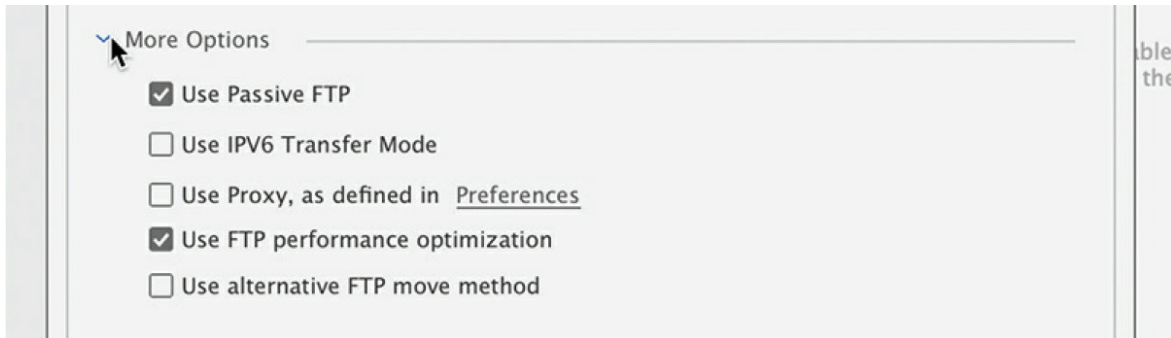 More Options
Use Passive FTP
Use IPV6 Transfer Mode
Use Proxy, as defined in Preferences
Use FTP performance optimization
Use alternative FTP move method
the